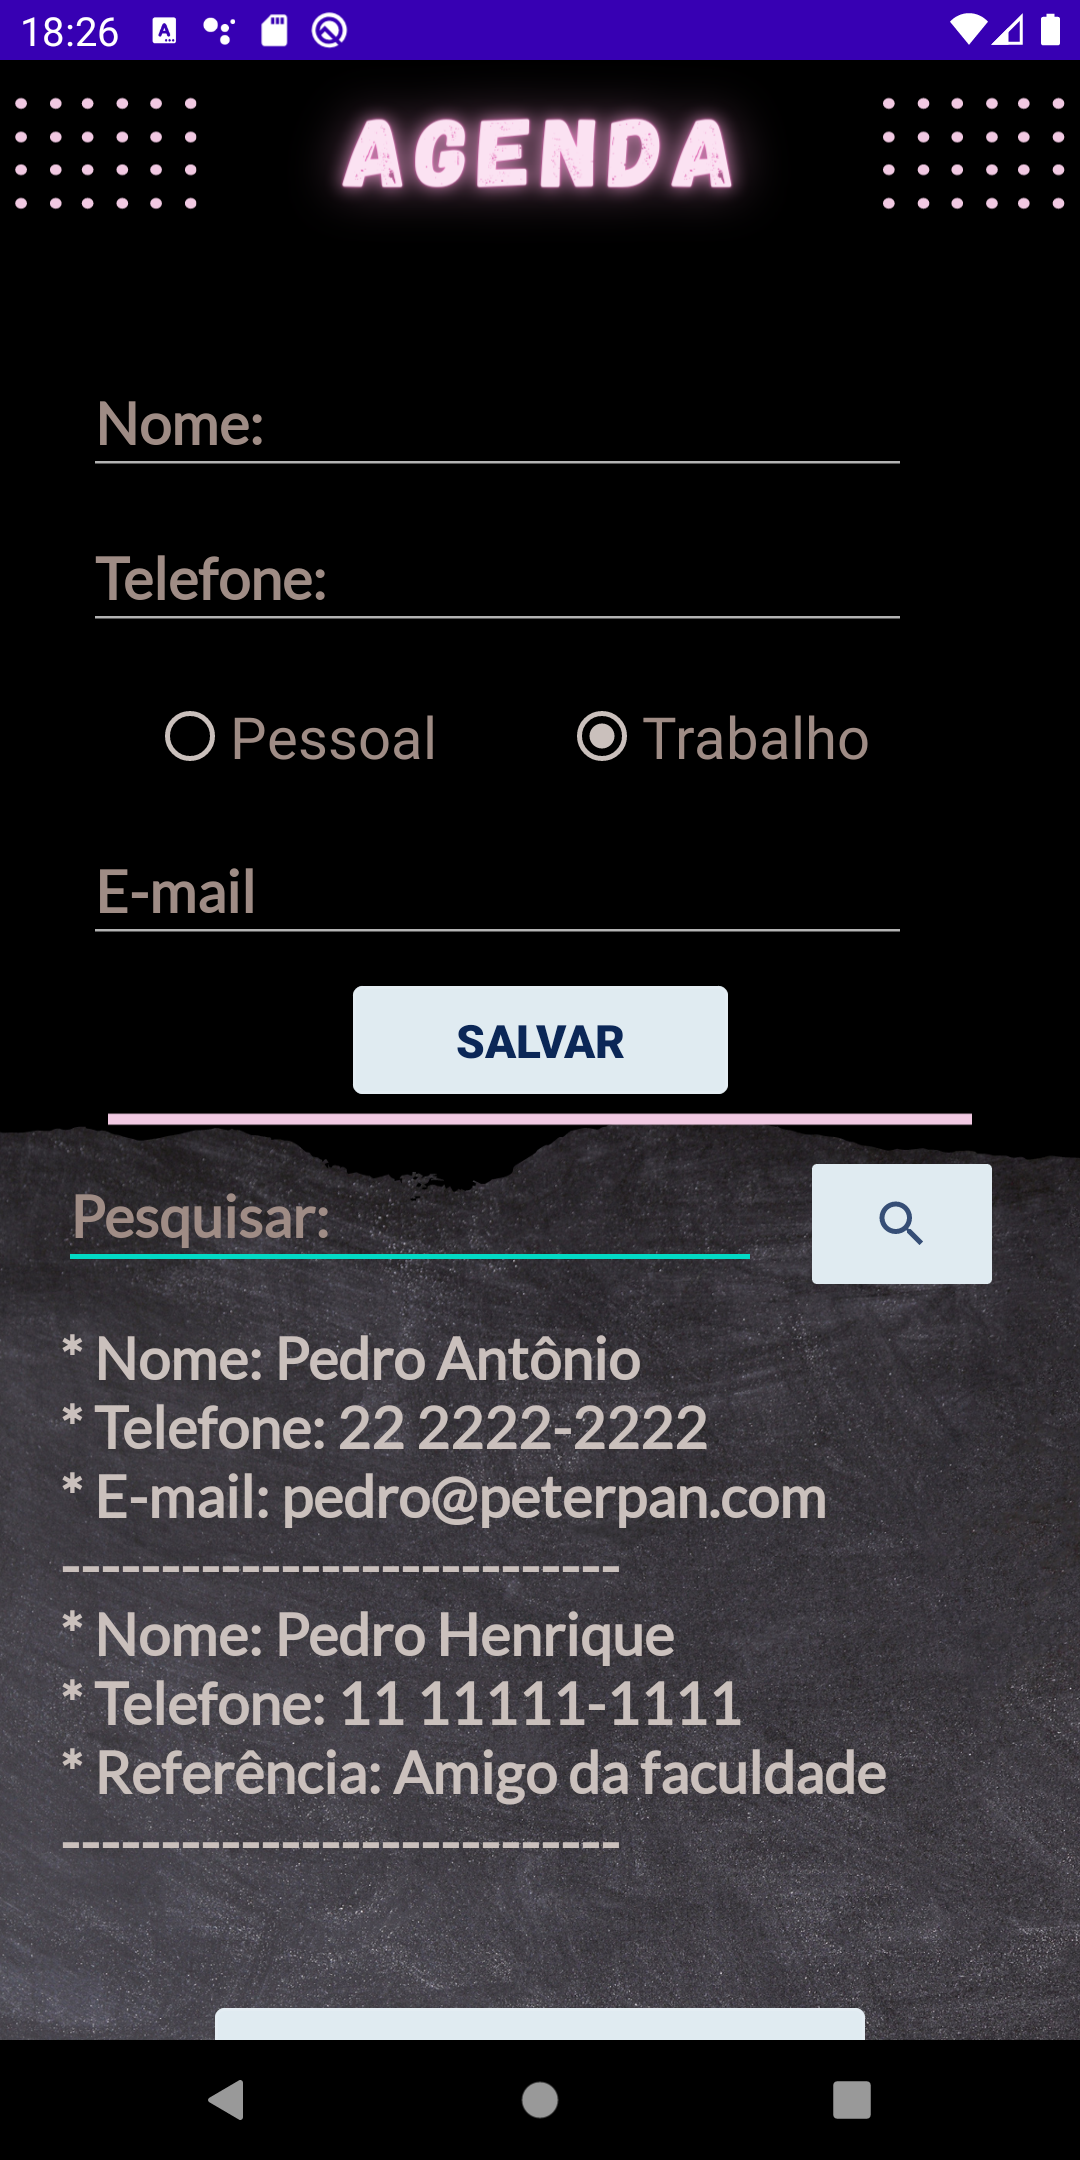 18:26
AGENDA
Nome:
Telefone:
Pessoal Trabalho
E-mail
SALVAR
Pesquisar:
* Nome: Pedro Antônio
* Telefone: 22 2222-2222
* E-mail: pedro@peterpan.com
----------------------------
* Nome: Pedro Henrique
* Telefone: 11 11111-1111
* Referência: Amigo da faculdade
----------------------------